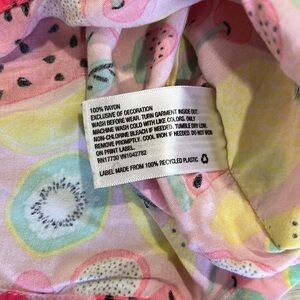 100% RAYON
EXCLUSIVE OF DECORATION
WASH BEFORE WEAR. TURN GARMENT INSIDE OUT.
MACHINE WASH COLD WITH LIKE COLORS. ONLY
NON-CHLORINE BLEACH IF NEEDED. TUMBLE DRY LOW.
REMOVE PROMPTLY. COOL IRON IF NEEDED. DO NOT IRON
ON PRINT LABEL.
RN17730 VN1042782
LABEL MADE FROM 100% RECYCLED PLASTIC